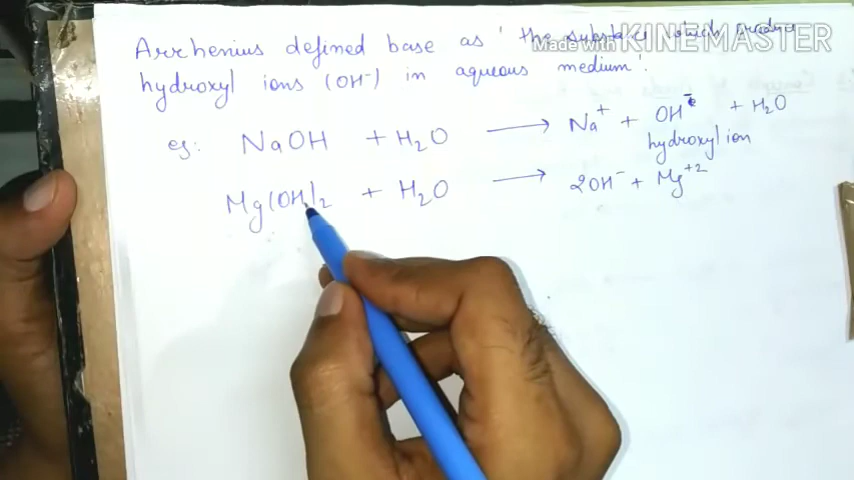 Arrhenius defined base as ' the substance which produce
hydroxyl ions (OH⁻) in aqueous medium'.
eg: NaOH + H₂O ⟶ Na⁺ + OH⁻ + H₂O
hydroxyl ion
Mg(OH)₂ + H₂O ⟶ 2OH⁻ + Mg⁺²
Made with KINEMASTER